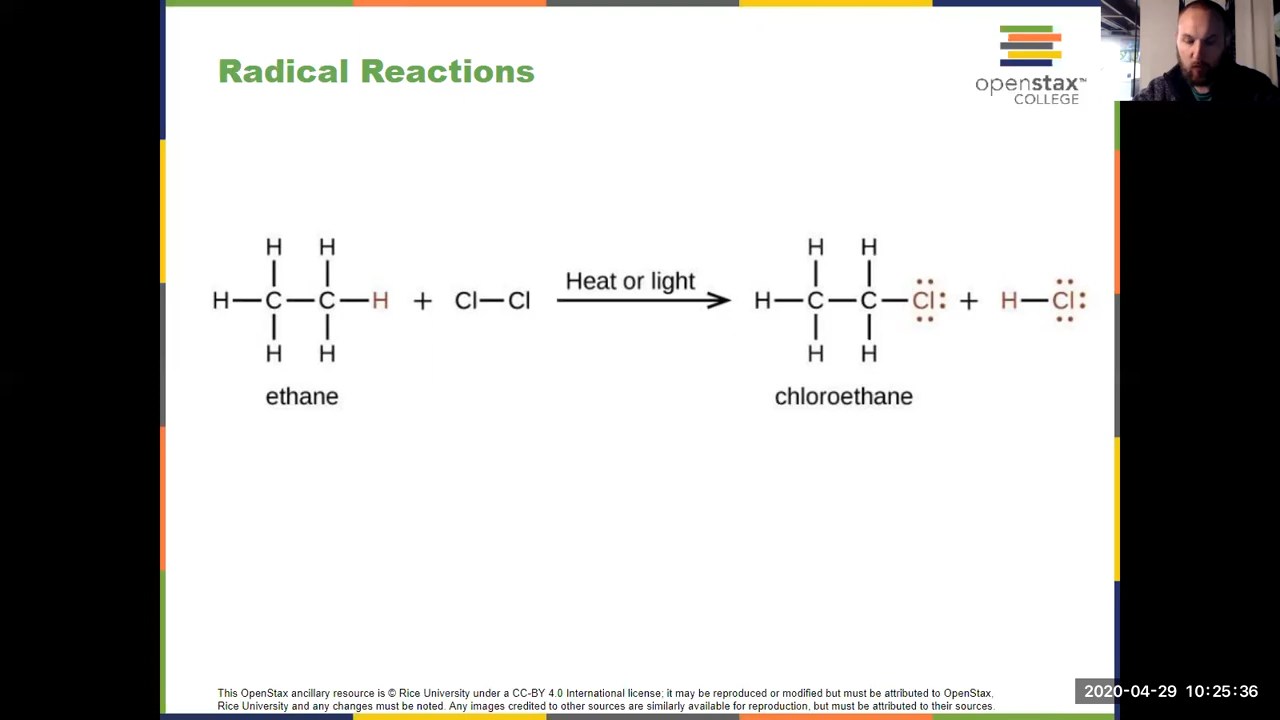 Radical Reactions
openstax™
COLLEGE
H H
H—C—C—H + Cl—Cl Heat or light H—C—C—Cl: + H—Cl:
H H
ethane
H H
H H
chloroethane
This OpenStax ancillary resource is © Rice University under a CC-BY 4.0 International license; it may be reproduced or modified but must be attributed to OpenStax,
Rice University and any changes must be noted. Any images credited to other sources are similarly available for reproduction, but must be attributed to their sources.
2020-04-29 10:25:36